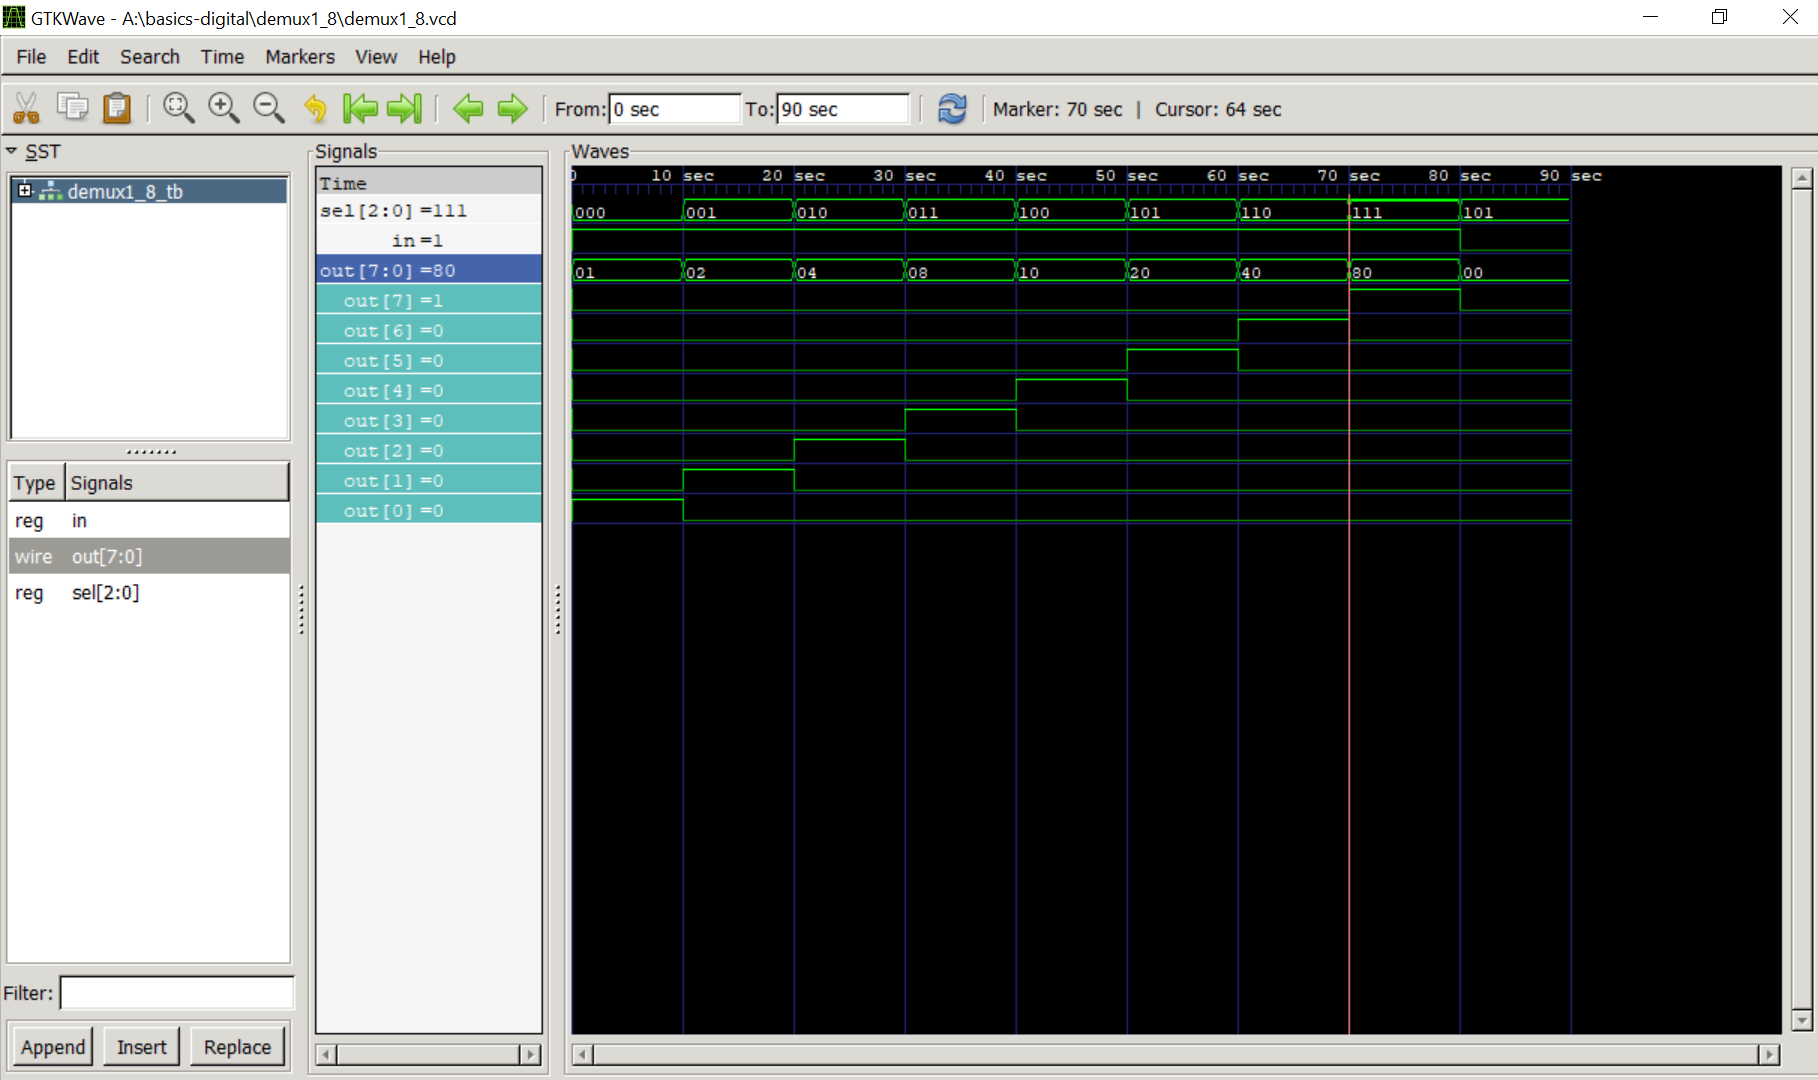 GTKWave - A:\basics-digital\demux1_8\demux1_8.vcd
File Edit Search Time Markers View Help
From: 0 sec To: 90 sec Marker: 70 sec | Cursor: 64 sec
SST
demux1_8_tb
Type Signals
reg in
wire out[7:0]
reg sel[2:0]
Filter:
Append Insert Replace
Signals
Time
sel[2:0] =111
in =1
out[7:0] =80
out[7] =1
out[6] =0
out[5] =0
out[4] =0
out[3] =0
out[2] =0
out[1] =0
out[0] =0
Waves
0 10 sec 20 sec 30 sec 40 sec 50 sec 60 sec 70 sec 80 sec 90 sec
000 001 010 011 100 101 110 111 101
01 02 04 08 10 20 40 80 00